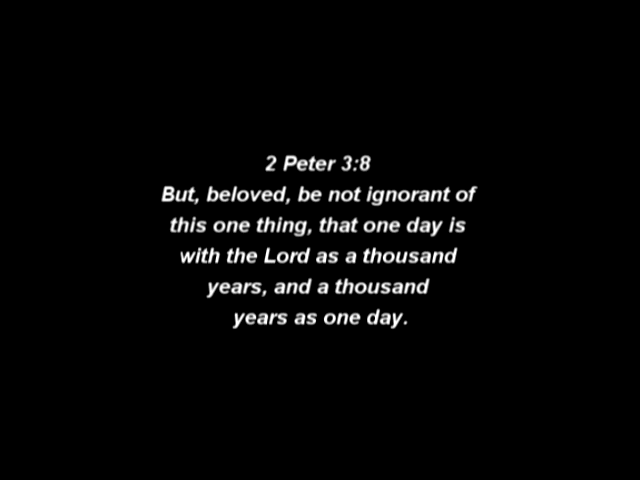 2 Peter 3:8
But, beloved, be not ignorant of
this one thing, that one day is
with the Lord as a thousand
years, and a thousand
years as one day.